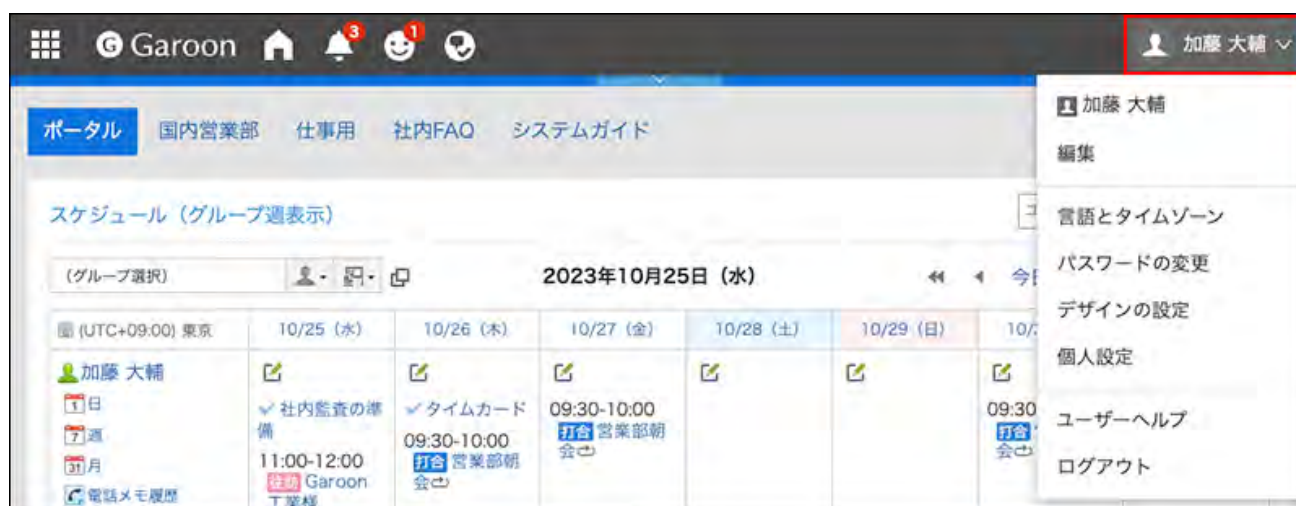 Garoon 3 1 加藤 大輔
加藤 大輔
編集
言語とタイムゾーン
パスワードの変更
デザインの設定
個人設定
ユーザーヘルプ
ログアウト
ポータル 国内営業部 仕事用 社内FAQ システムガイド
スケジュール（グループ週表示）
(グループ選択) 2023年10月25日（水）
(UTC+09:00) 東京 10/25（水） 10/26（木） 10/27（金） 10/28（土） 10/29（日）
加藤 大輔
1 日
7 週
31 月
電話メモ履歴
社内監査の準
備
11:00-12:00
往訪 Garoon
工業様
タイムカード
09:30-10:00
打合 営業部朝
会
09:30-10:00
打合 営業部朝
会
09:30
打合
会